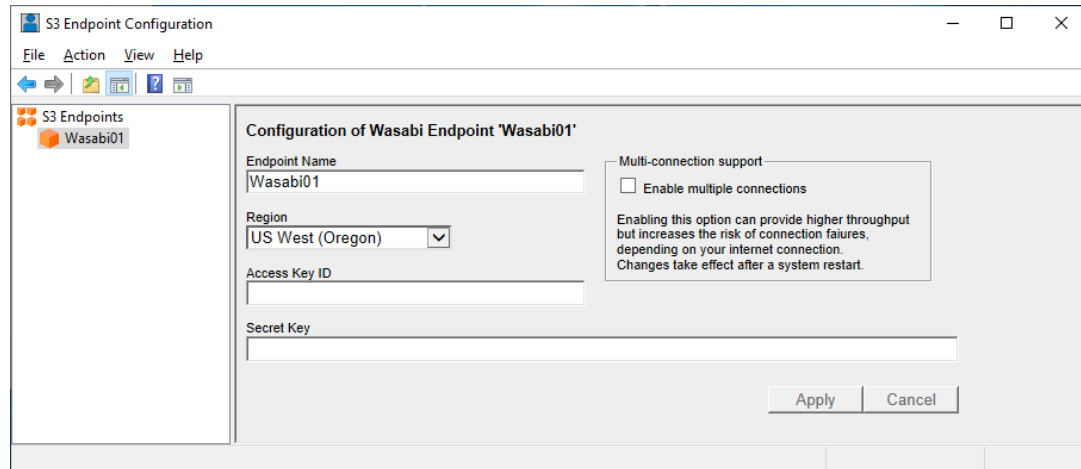 S3 Endpoint Configuration
File Action View Help
S3 Endpoints
Wasabi01
Configuration of Wasabi Endpoint 'Wasabi01'
Endpoint Name
Wasabi01
Region
US West (Oregon)
Access Key ID
Secret Key
Multi-connection support
Enable multiple connections
Enabling this option can provide higher throughput
but increases the risk of connection faiures,
depending on your internet connection.
Changes take effect after a system restart.
Apply Cancel